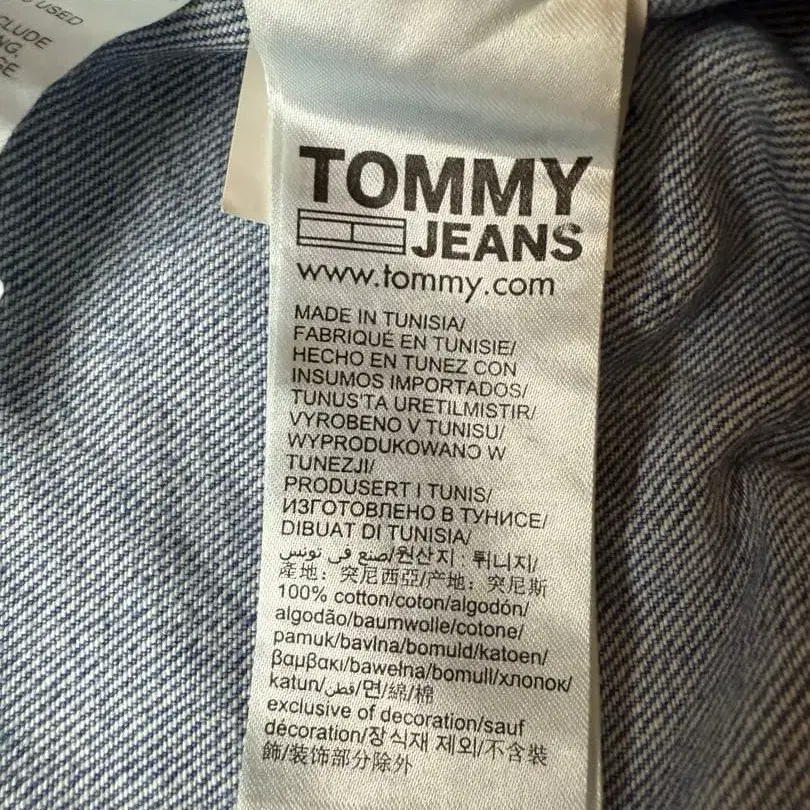 USED
CLUDE
NG,
GE
TOMMY
JEANS
www.tommy.com
MADE IN TUNISIA/
FABRIQUÉ EN TUNISIE/
HECHO EN TUNEZ CON
INSUMOS IMPORTADOS/
TUNUS'TA URETILMISTIR/
VYROBENO V TUNISU/
WYPRODUKOWANO W
TUNEZJI/
PRODUSERT I TUNIS/
ИЗГОТОВЛЕНО В ТУНИСЕ/
DIBUAT DI TUNISIA/
صنع في تونس/원산지 : 튀니지/
產地：突尼西亞/产地：突尼斯
100% cotton/coton/algodón/
algodão/baumwolle/cotone/
pamuk/bavlna/bomuld/katoen/
βαμβακι/bawełna/bomull/хлопок/
katun/قطن/면/綿/棉
exclusive of decoration/sauf
décoration/장식재 제외/不含裝
飾/装饰部分除外